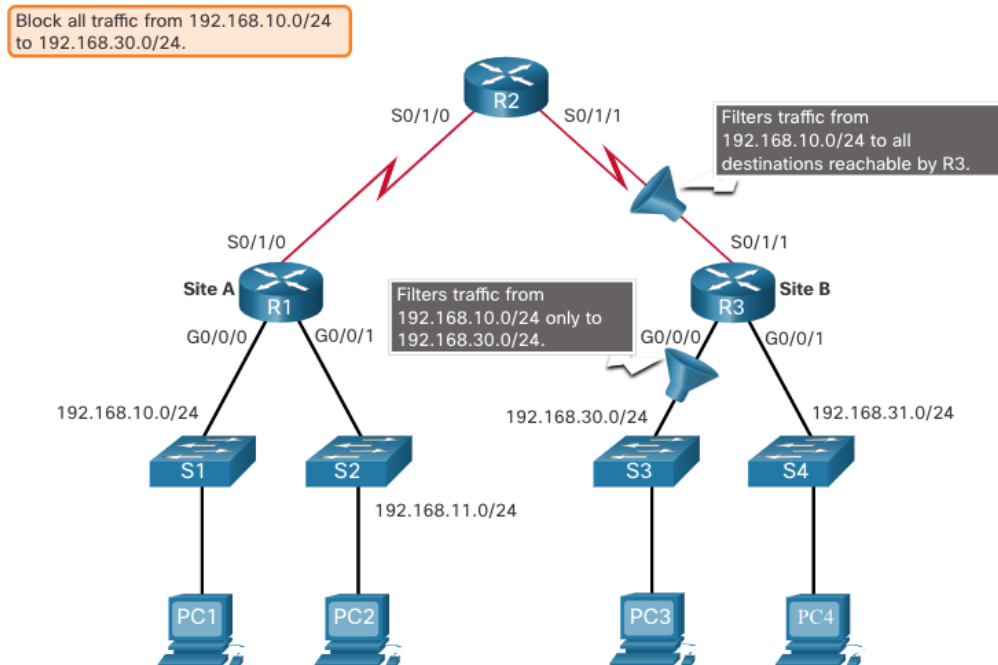 Block all traffic from 192.168.10.0/24
to 192.168.30.0/24.
R2
S0/1/0
S0/1/1
Filters traffic from
192.168.10.0/24 to all
destinations reachable by R3.
S0/1/0
S0/1/1
Site A
R1
Filters traffic from
192.168.10.0/24 only to
192.168.30.0/24.
R3
Site B
G0/0/0
G0/0/1
G0/0/0
G0/0/1
192.168.10.0/24
192.168.30.0/24
192.168.31.0/24
S1
S2
S3
S4
192.168.11.0/24
PC1
PC2
PC3
PC4